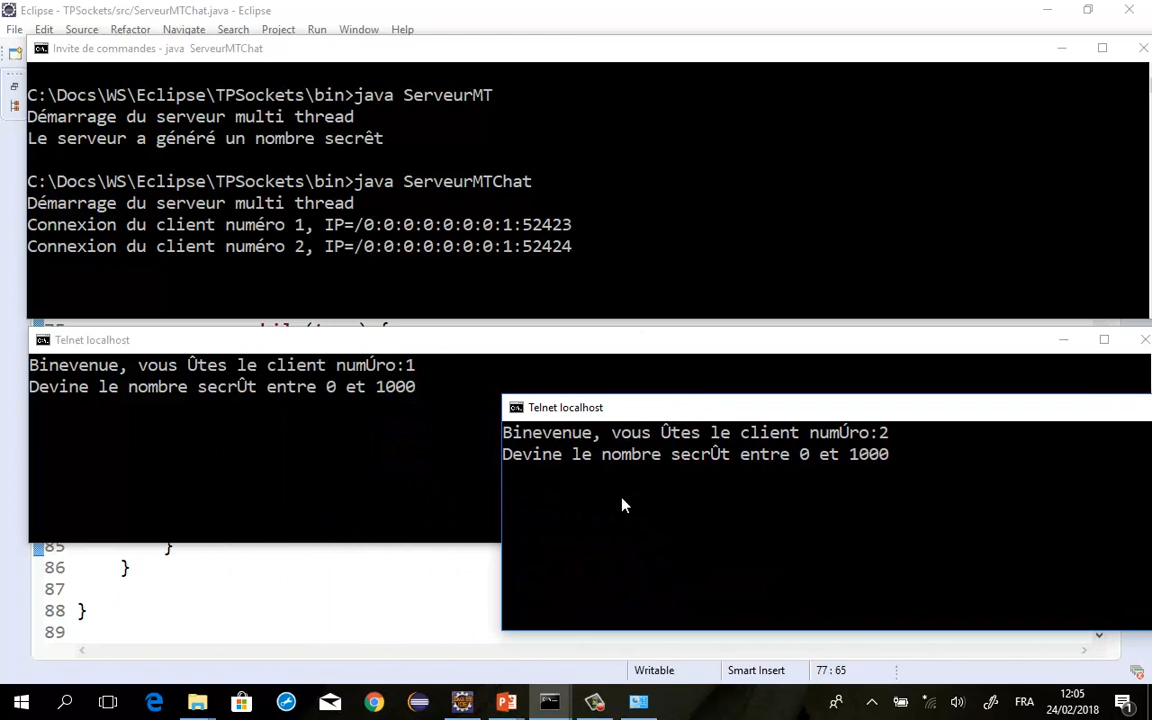 Eclipse - TPSockets/src/ServeurMTChat.java - Eclipse
File Edit Source Refactor Navigate Search Project Run Window Help
Invite de commandes - java ServeurMTChat
C:\Docs\WS\Eclipse\TPSockets\bin>java ServeurMT
Démarrage du serveur multi thread
Le serveur a généré un nombre secrêt
C:\Docs\WS\Eclipse\TPSockets\bin>java ServeurMTChat
Démarrage du serveur multi thread
Connexion du client numéro 1, IP=/0:0:0:0:0:0:0:1:52423
Connexion du client numéro 2, IP=/0:0:0:0:0:0:0:1:52424
Telnet localhost
Binevenue, vous Ûtes le client numÚro:1
Devine le nombre secrÛt entre 0 et 1000
Telnet localhost
Binevenue, vous Ûtes le client numÚro:2
Devine le nombre secrÛt entre 0 et 1000
85 }
86 }
87
88 }
89
Writable Smart Insert 77 : 65
FRA
12:05
24/02/2018
1